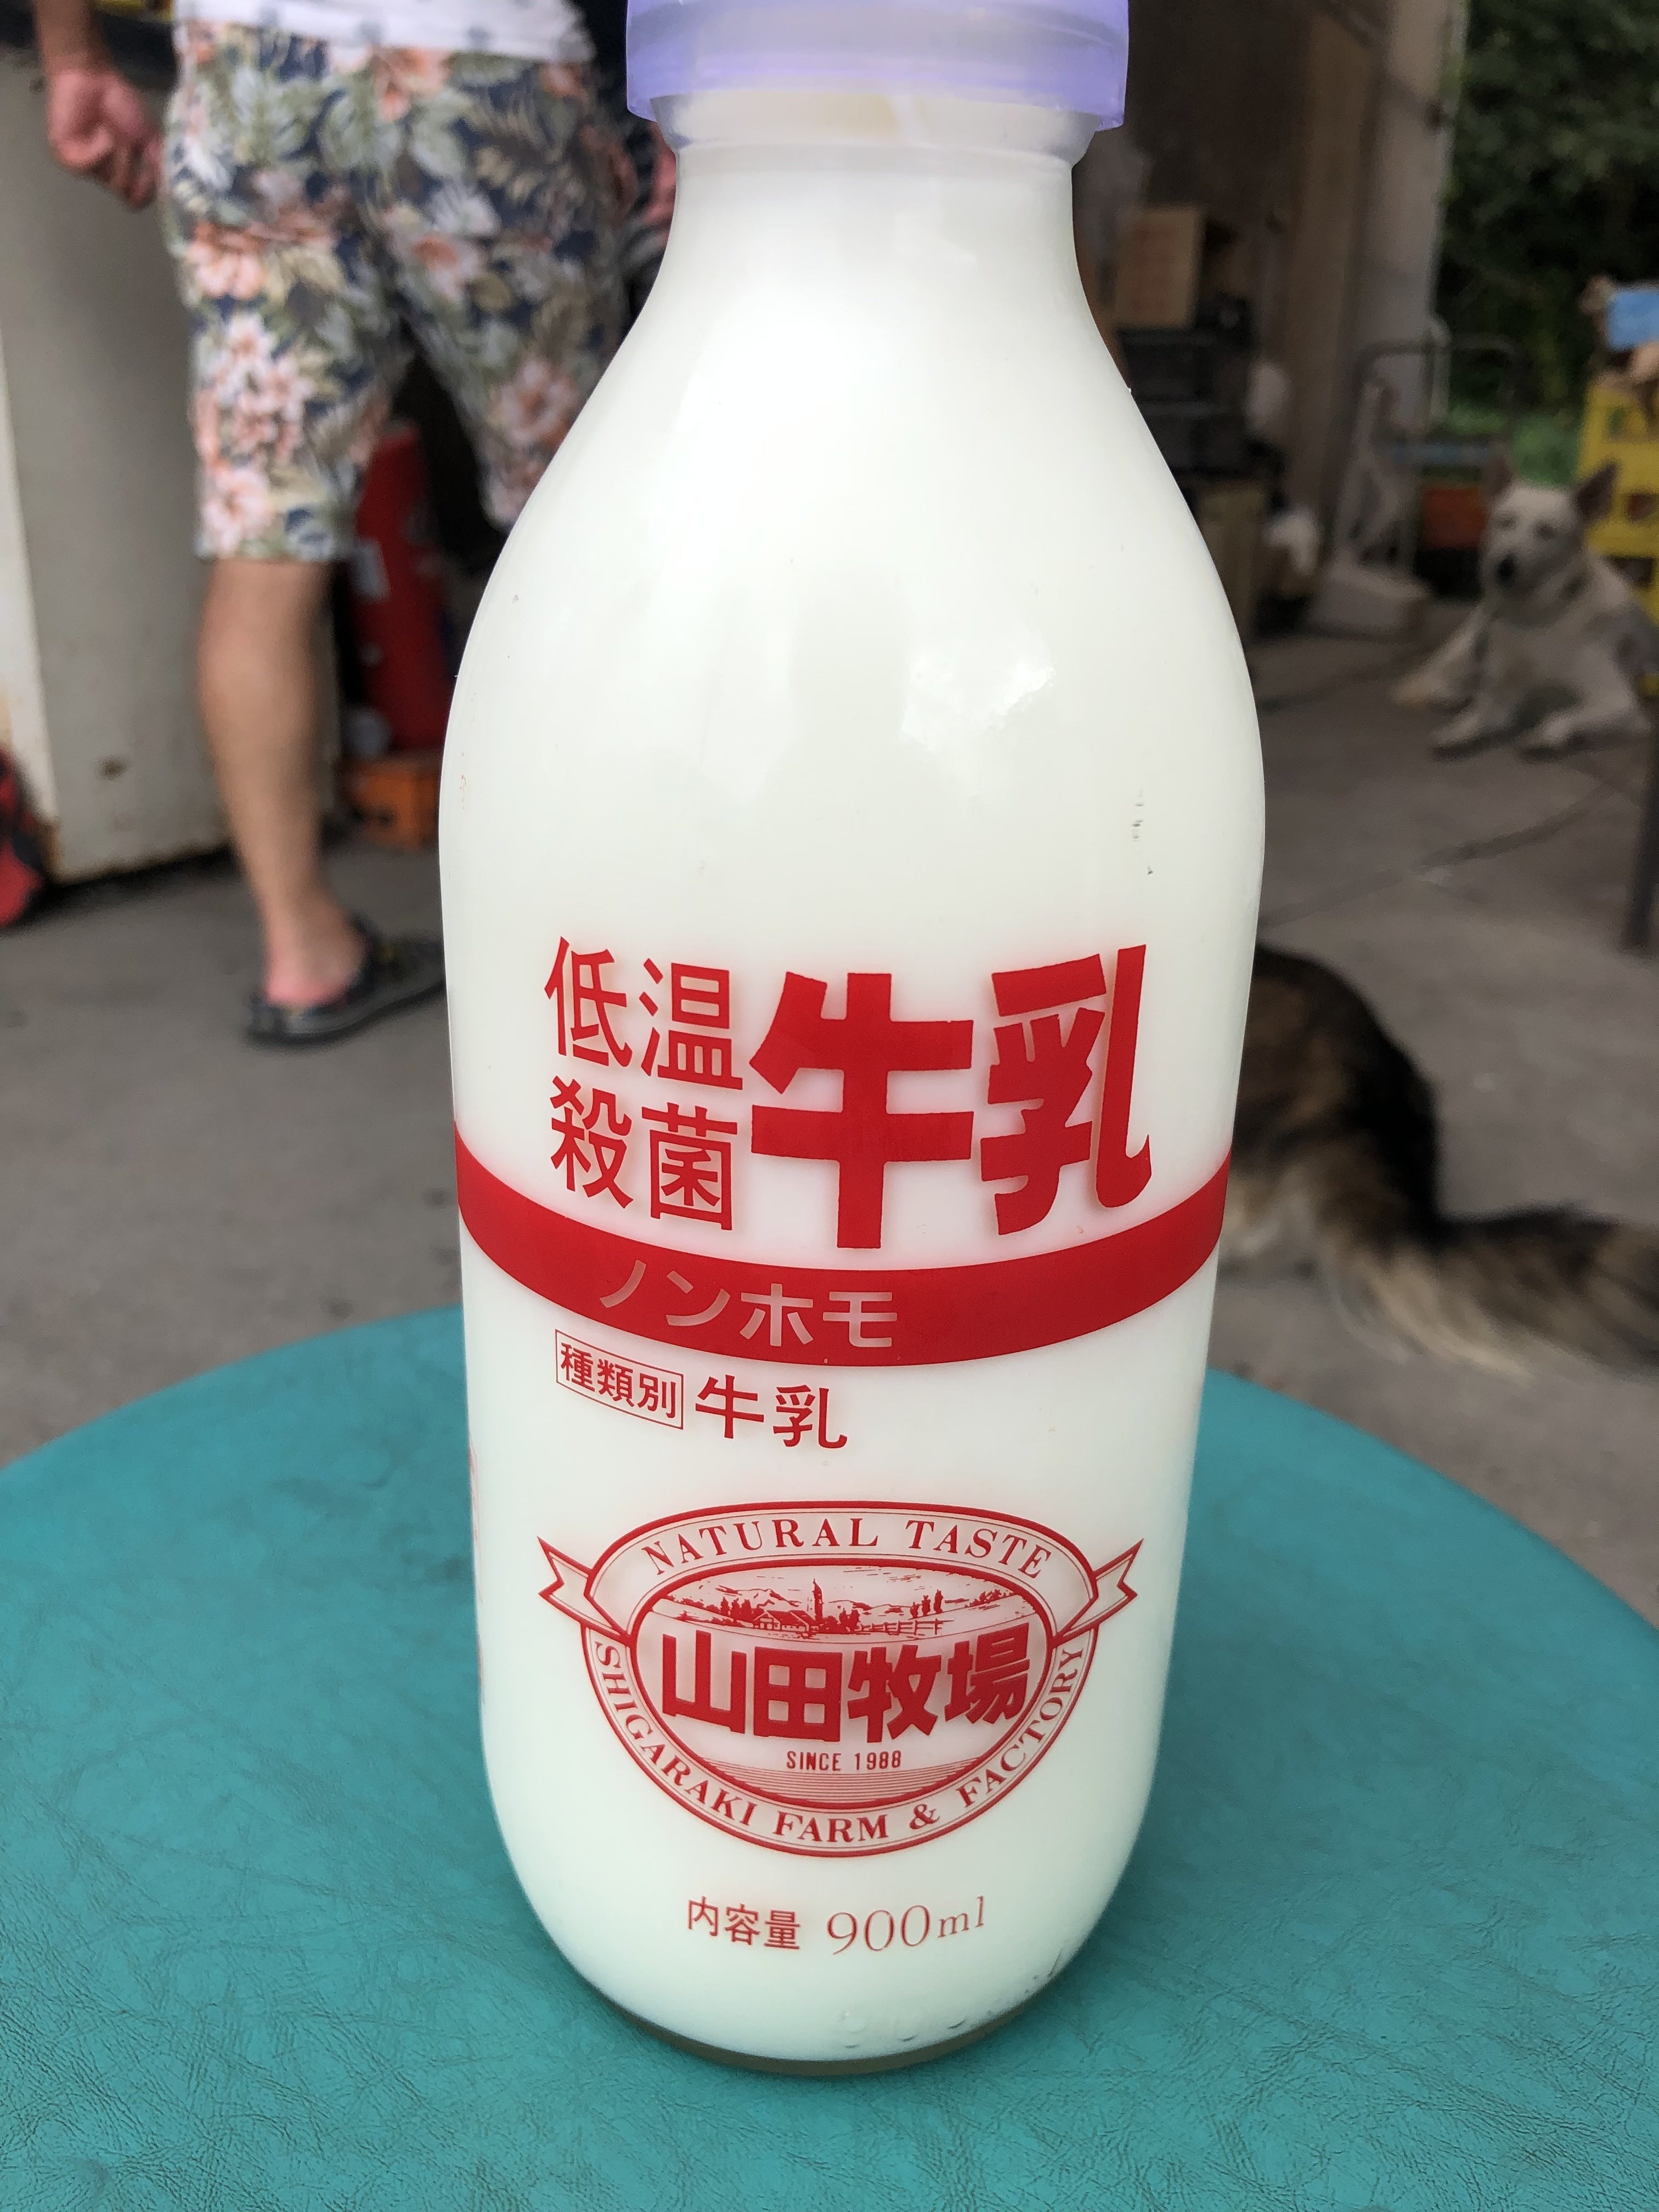 低温
殺菌
牛乳
ノンホモ
種類別 牛乳
NATURAL TASTE
山田牧場
SINCE 1988
SHIGARAKI FARM & FACTORY
内容量 900ml